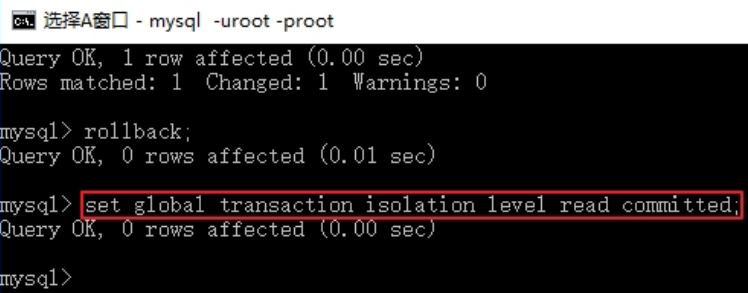 选择A窗口 - mysql -uroot -proot
Query OK, 1 row affected (0.00 sec)
Rows matched: 1 Changed: 1 Warnings: 0
mysql> rollback;
Query OK, 0 rows affected (0.01 sec)
mysql> set global transaction isolation level read committed;
Query OK, 0 rows affected (0.00 sec)
mysql>